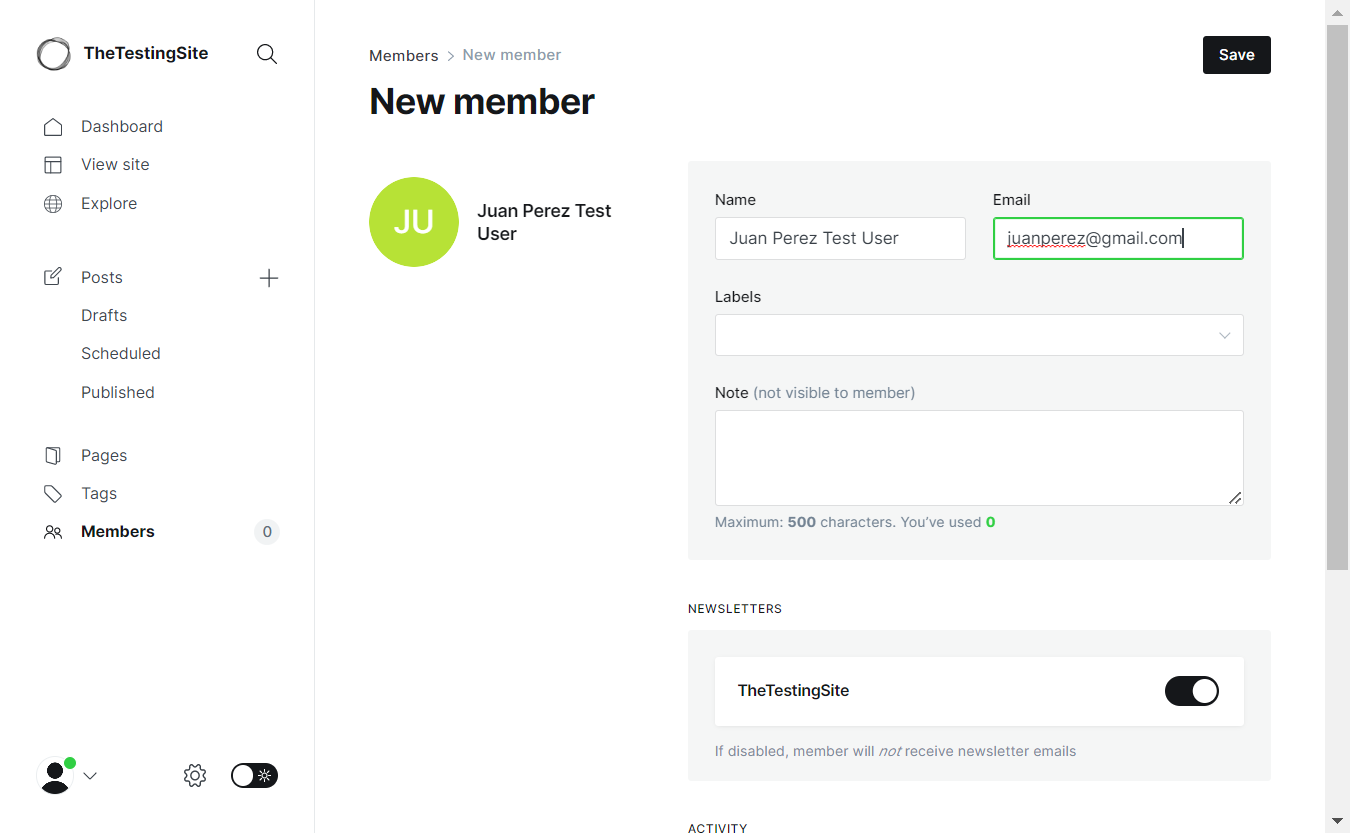 TheTestingSite
Dashboard
View site
Explore
Posts
Drafts
Scheduled
Published
Pages
Tags
Members 0
Members > New member
Save
New member
JU
Juan Perez Test
User
Name
Juan Perez Test User
Email
juanperez@gmail.com
Labels
Note (not visible to member)
Maximum: 500 characters. You’ve used 0
NEWSLETTERS
TheTestingSite
If disabled, member will not receive newsletter emails
ACTIVITY